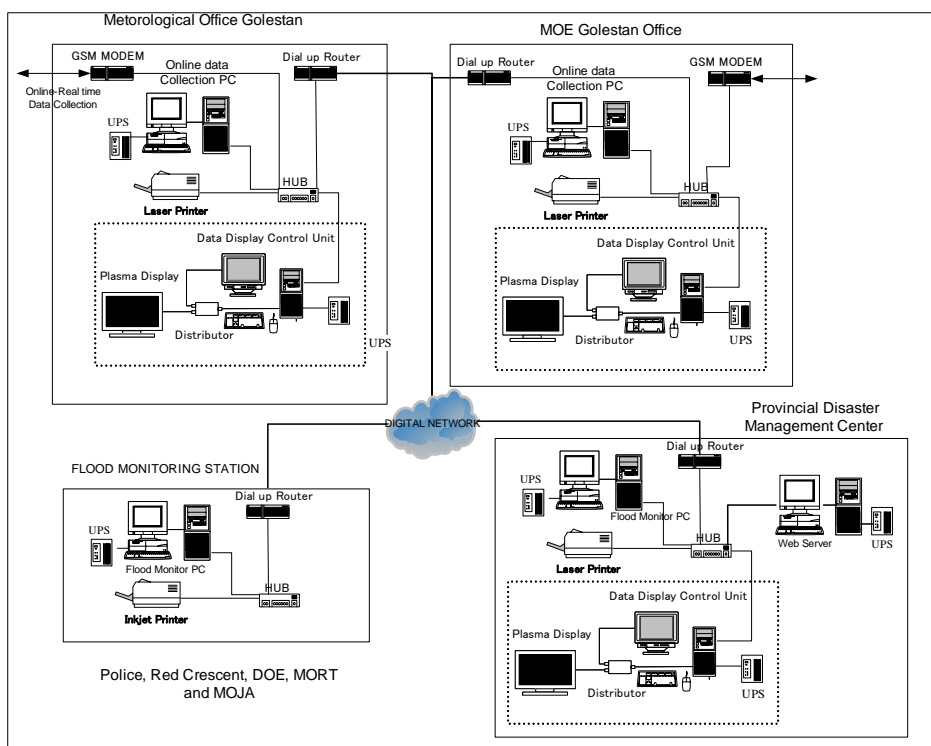 Metorological Office Golestan
GSM MODEM
Dial up Router
Online data
Collection PC
Online-Real time
Data Collection
UPS
HUB
Laser Printer
Data Display Control Unit
Plasma Display
Distributor
UPS
MOE Golestan Office
Dial up Router
Online data
Collection PC
GSM MODEM
UPS
HUB
Laser Printer
Data Display Control Unit
Plasma Display
Distributor
UPS
DIGITAL NETWORK
FLOOD MONITORING STATION
Dial up Router
UPS
Flood Monitor PC
HUB
Inkjet Printer
Police, Red Crescent, DOE, MORT
and MOJA
Provincial Disaster
Management Center
Dial up Router
UPS
Flood Monitor PC
Web Server
UPS
HUB
Laser Printer
Data Display Control Unit
Plasma Display
Distributor
UPS